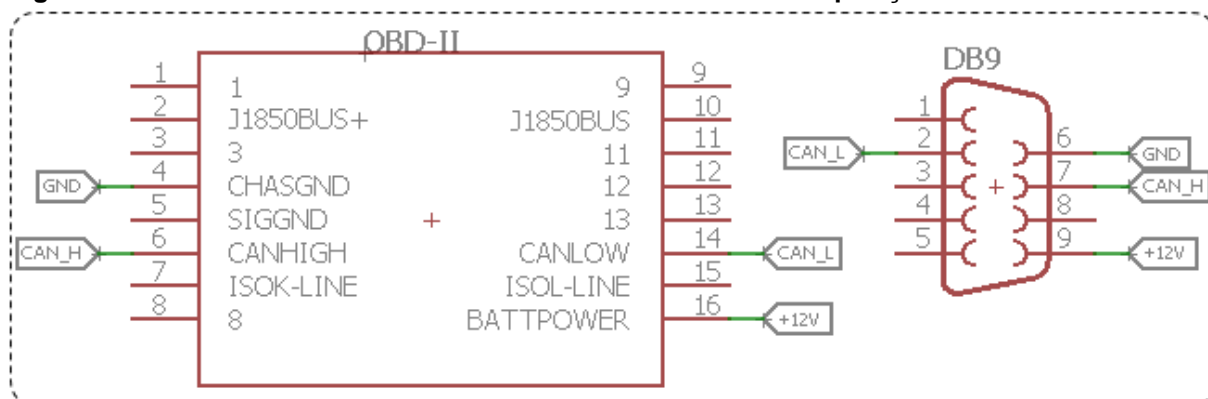 OBD-II
1 1 9 9
2 J1850BUS+ J1850BUS 10
3 3 11 11
GND 4 CHASGND 12 12
5 SIGGND 13 13
CAN_H 6 CANHIGH CANLOW 14 CAN_L
7 ISOK-LINE ISOL-LINE 15
8 8 BATTPOWER 16 +12V
DB9
1
CAN_L 2 6 GND
3 7 CAN_H
4 8
5 9 +12V